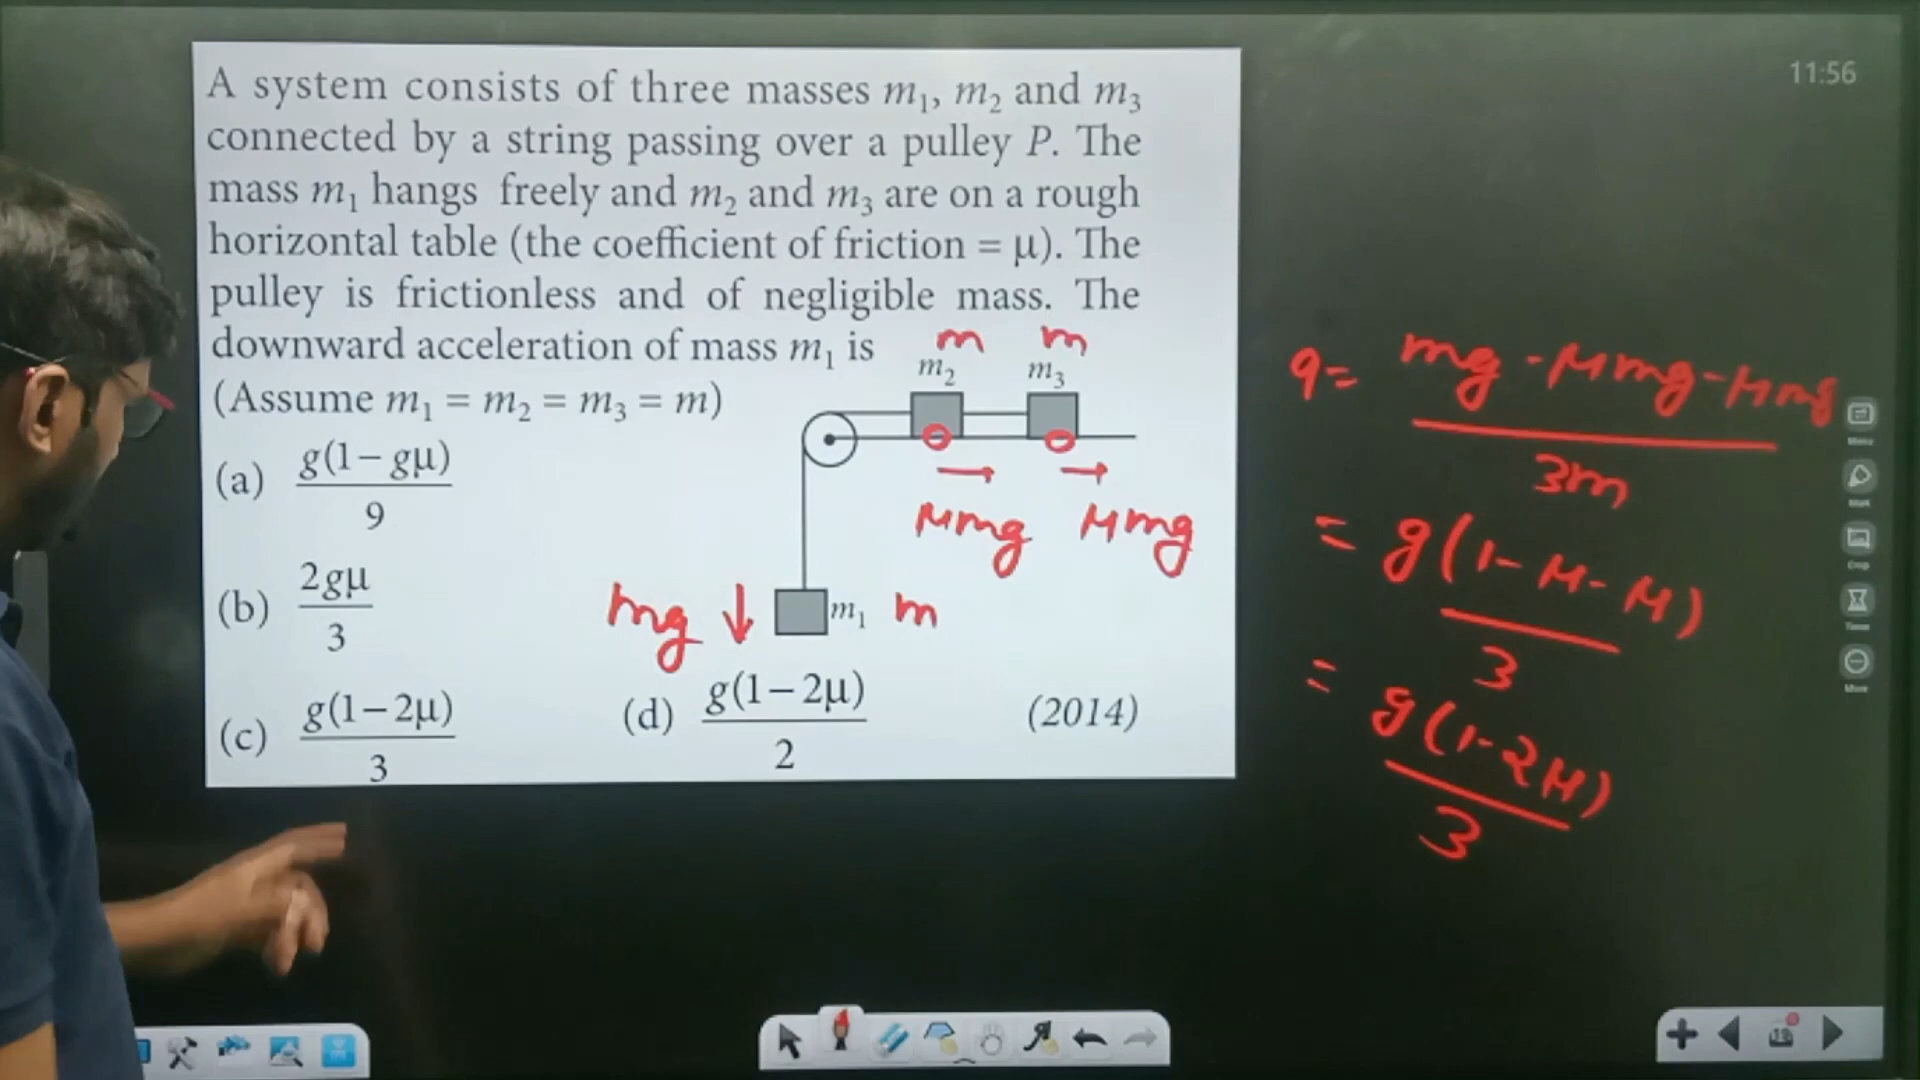 11:56
A system consists of three masses m₁, m₂ and m₃
connected by a string passing over a pulley P. The
mass m₁ hangs freely and m₂ and m₃ are on a rough
horizontal table (the coefficient of friction = μ). The
pulley is frictionless and of negligible mass. The
downward acceleration of mass m₁ is
(Assume m₁ = m₂ = m₃ = m)
m m
m₂ m₃
μmg μmg
mg m₁ m
(a) g(1 – gμ)/9
(b) 2gμ/3
(c) g(1 – 2μ)/3
(d) g(1 – 2μ)/2
(2014)
a = mg - μmg - μmg
3m
= g(1 - μ - μ)
3
= g(1 - 2μ)
3